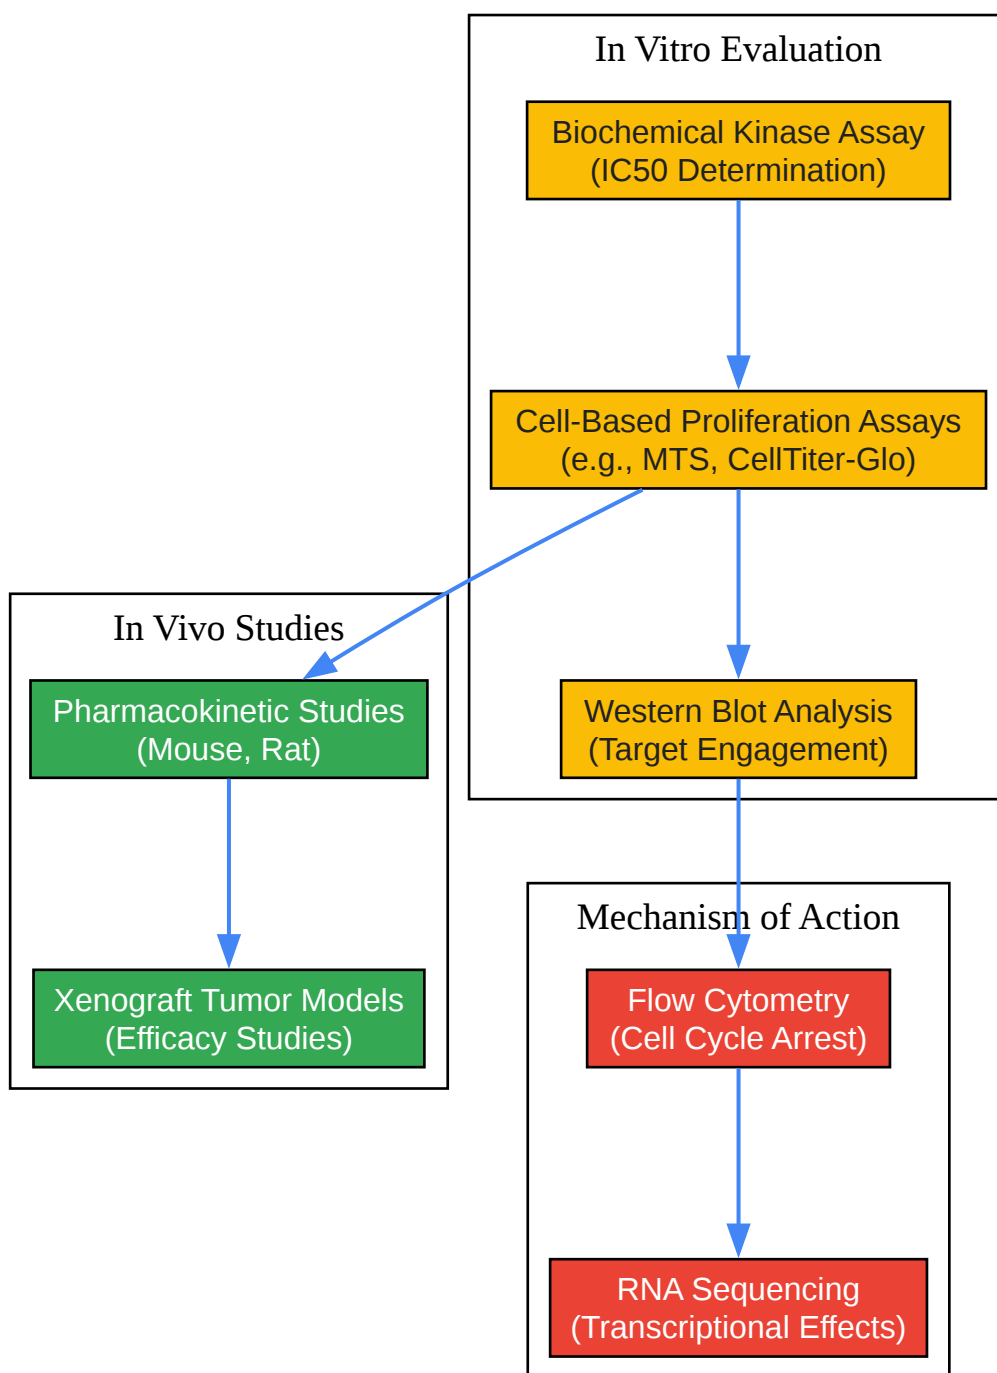 In Vitro Evaluation
Biochemical Kinase Assay
(IC50 Determination)
Cell-Based Proliferation Assays
(e.g., MTS, CellTiter-Glo)
In Vivo Studies
Pharmacokinetic Studies
(Mouse, Rat)
Western Blot Analysis
(Target Engagement)
Mechanism of Action
Xenograft Tumor Models
(Efficacy Studies)
Flow Cytometry
(Cell Cycle Arrest)
RNA Sequencing
(Transcriptional Effects)